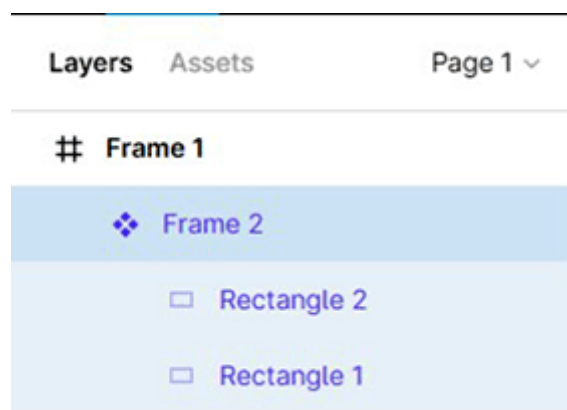 Layers Assets Page 1
Frame 1
Frame 2
Rectangle 2
Rectangle 1